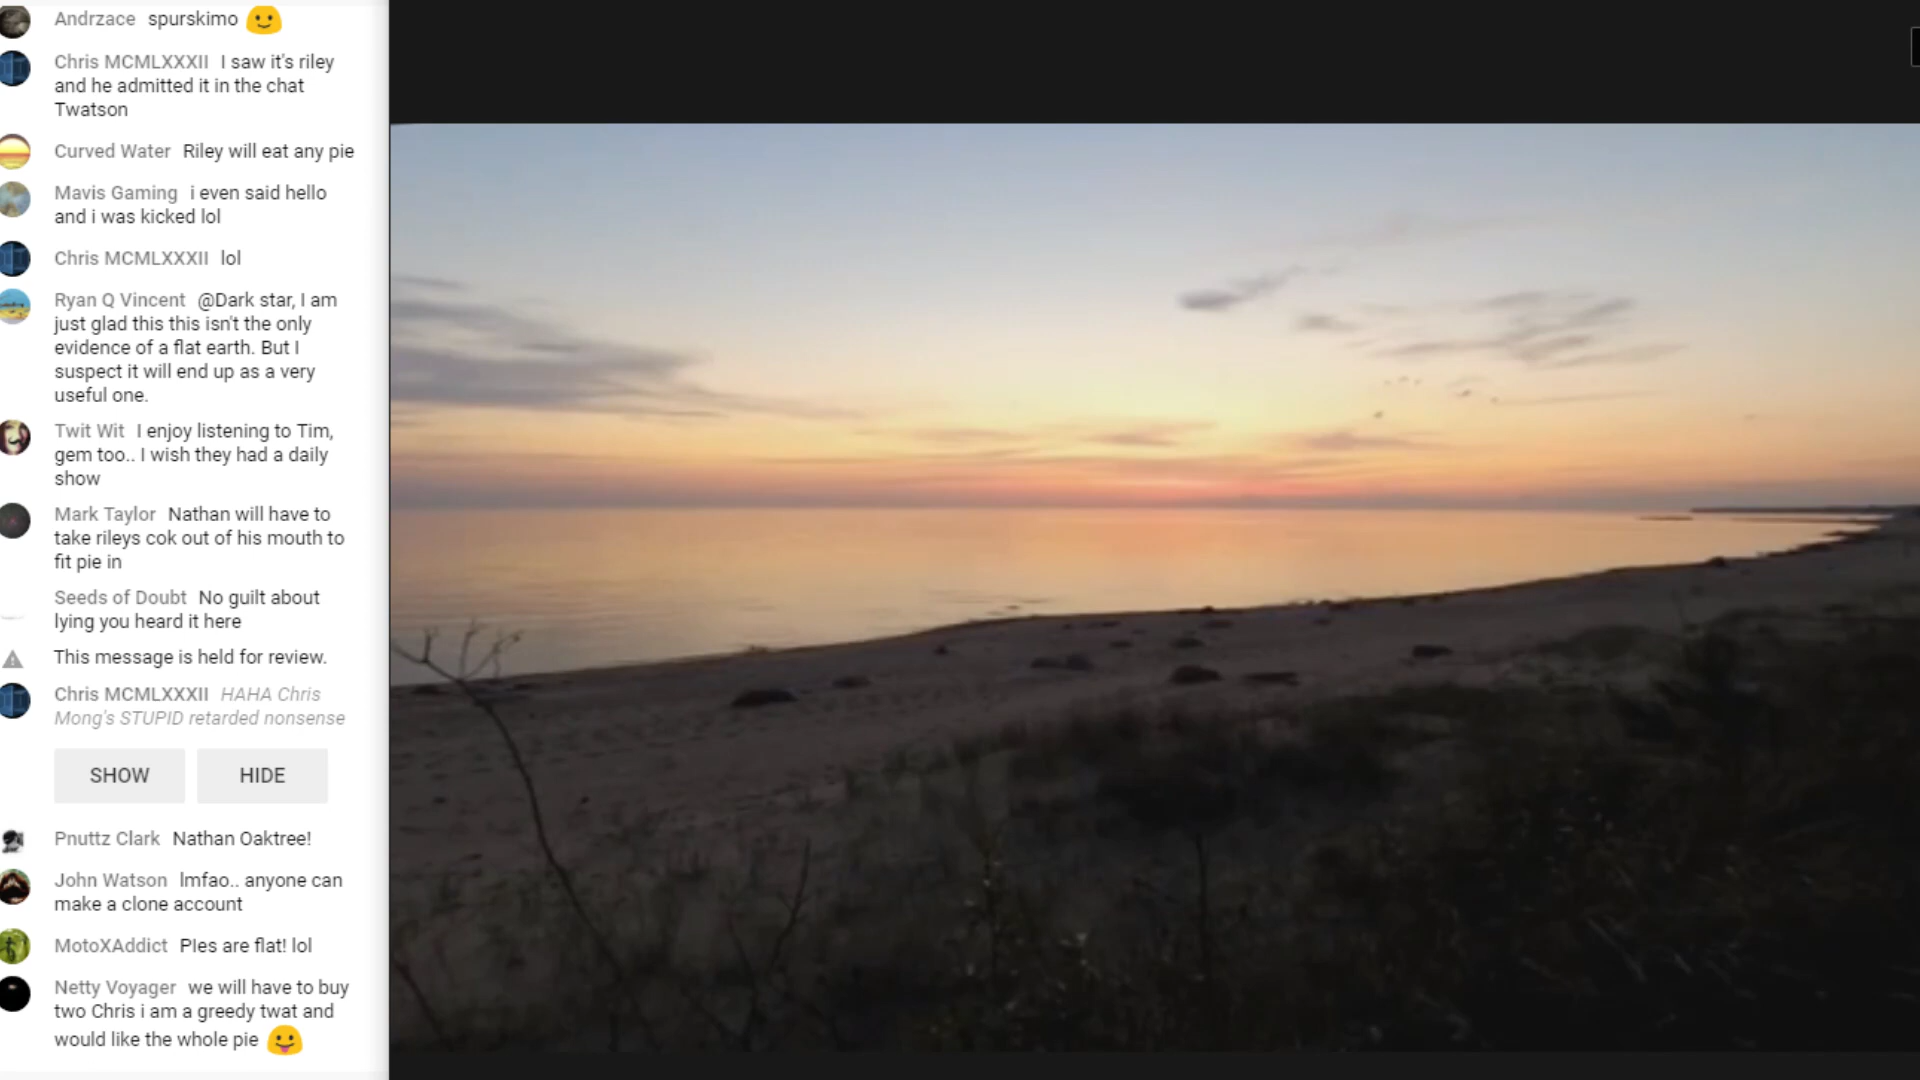 Andrzace spurskimo
Chris MCMLXXXII I saw it's riley
and he admitted it in the chat
Twatson
Curved Water Riley will eat any pie
Mavis Gaming i even said hello
and i was kicked lol
Chris MCMLXXXII lol
Ryan Q Vincent @Dark star, I am
just glad this this isn't the only
evidence of a flat earth. But I
suspect it will end up as a very
useful one.
Twit Wit I enjoy listening to Tim,
gem too.. I wish they had a daily
show
Mark Taylor Nathan will have to
take rileys cok out of his mouth to
fit pie in
Seeds of Doubt No guilt about
lying you heard it here
This message is held for review.
Chris MCMLXXXII HAHA Chris
Mong's STUPID retarded nonsense
SHOW HIDE
Pnuttz Clark Nathan Oaktree!
John Watson lmfao.. anyone can
make a clone account
MotoXAddict PIes are flat! lol
Netty Voyager we will have to buy
two Chris i am a greedy twat and
would like the whole pie